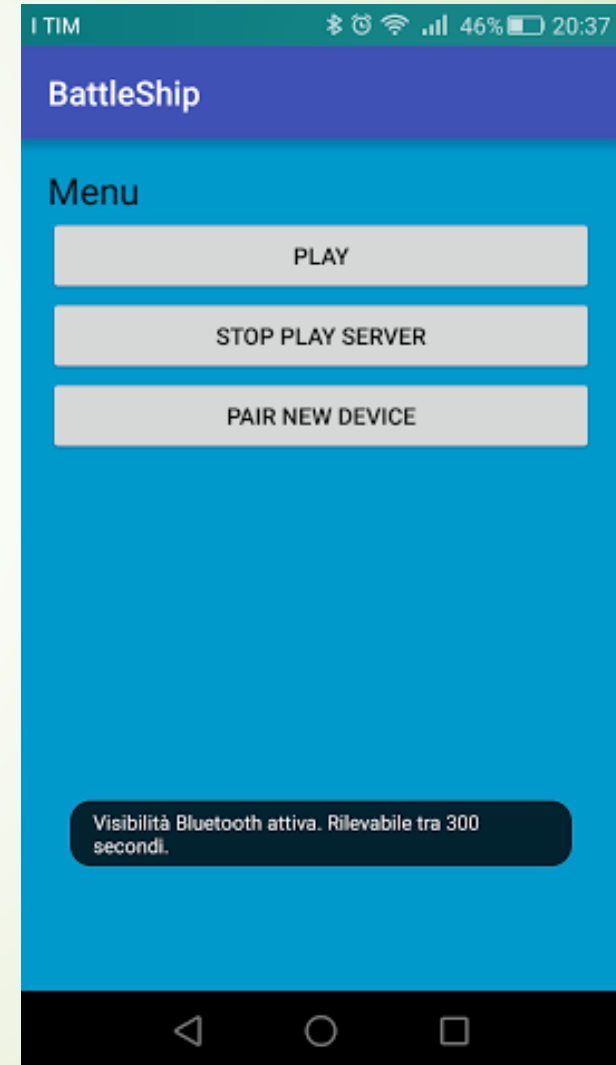 I TIM 46% 20:37
BattleShip
Menu
PLAY
STOP PLAY SERVER
PAIR NEW DEVICE
Visibilità Bluetooth attiva. Rilevabile tra 300
secondi.